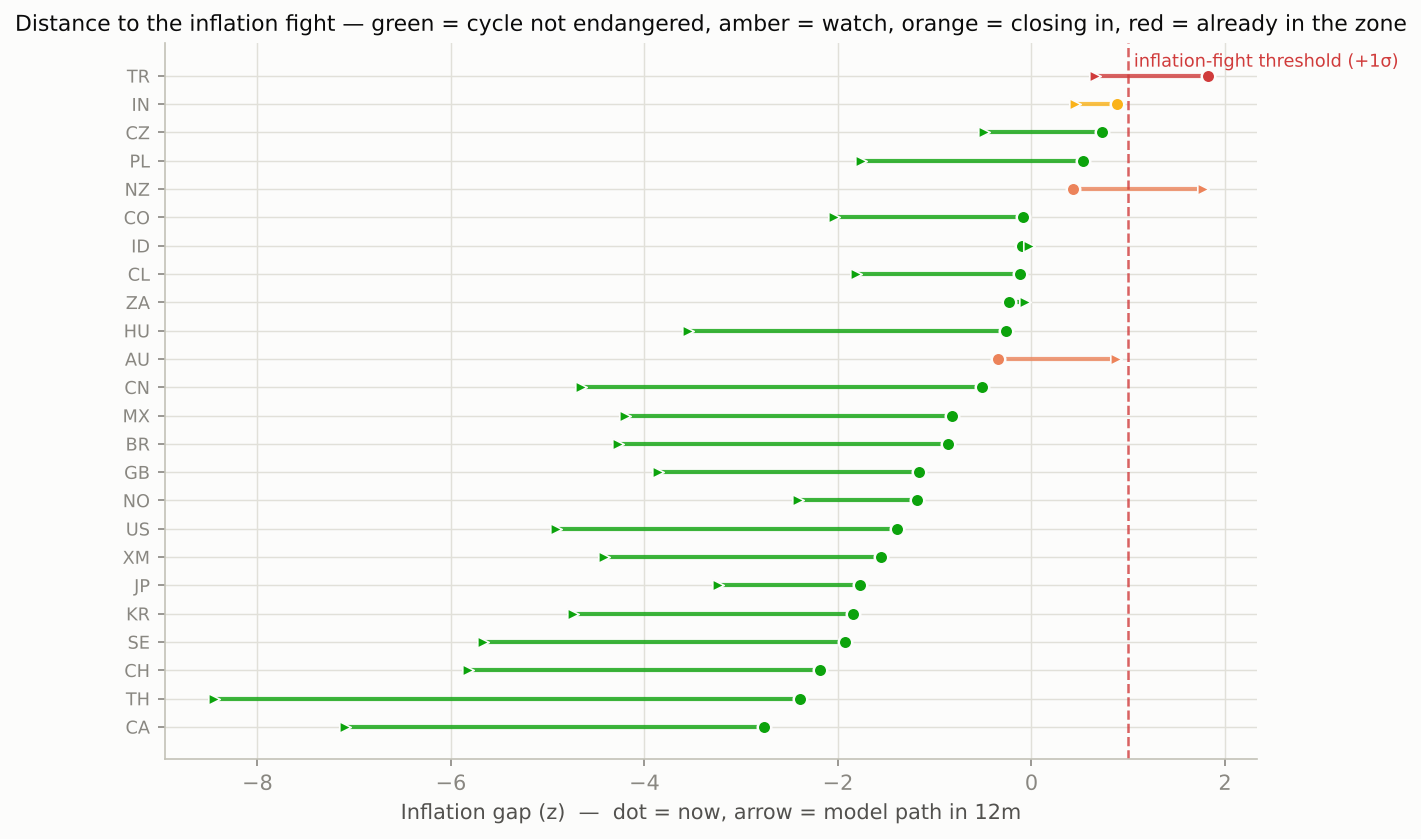 Distance to the inflation fight — green = cycle not endangered, amber = watch, orange = closing in, red = already in the zone
inflation-fight threshold (+1σ)
TR
IN
CZ
PL
NZ
CO
ID
CL
ZA
HU
AU
CN
MX
BR
GB
NO
US
XM
JP
KR
SE
CH
TH
CA
−8 −6 −4 −2 0 2
Inflation gap (z) — dot = now, arrow = model path in 12m